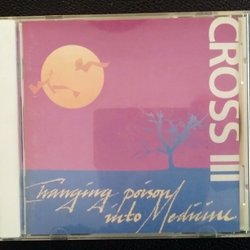 CROSS III
Changing poison
into Medicine